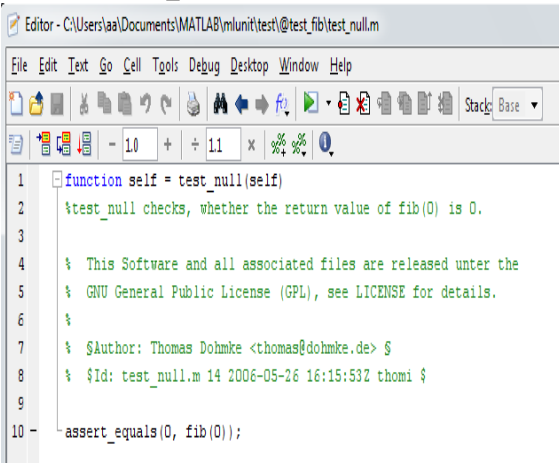 Editor - C:\Users\aa\Documents\MATLAB\mlunit\test\@test_fib\test_null.m
File Edit Text Go Cell Tools Debug Desktop Window Help
Stack: Base
- 1.0 + ÷ 1.1 ×
1 function self = test_null(self)
2 %test_null checks, whether the return value of fib(0) is 0.
3
4 % This Software and all associated files are released unter the
5 % GNU General Public License (GPL), see LICENSE for details.
6 %
7 % §Author: Thomas Dohmke <thomas@dohmke.de> §
8 % $Id: test_null.m 14 2006-05-26 16:15:53Z thomi $
9
10 - assert_equals(0, fib(0));